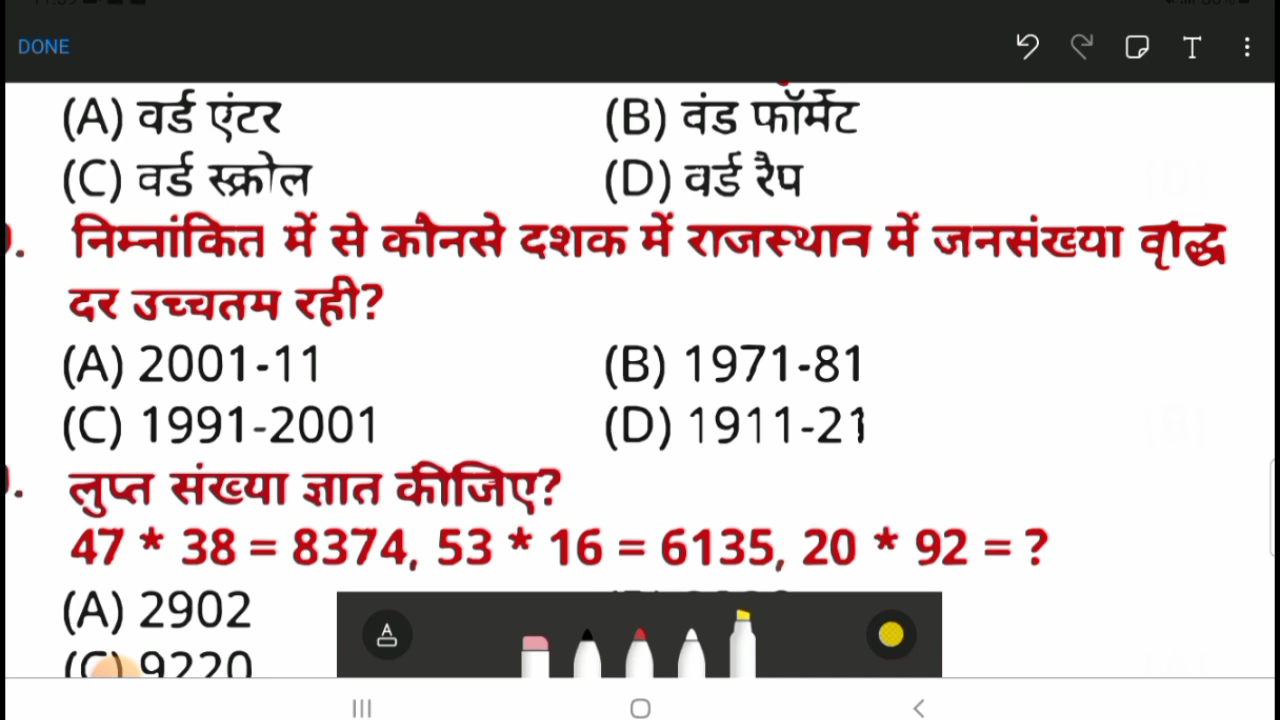 DONE
T
(A) वर्ड एंटर (B) वंड फॉर्मेट
(C) वर्ड स्क्रोल (D) वर्ड रैप
निम्नांकित में से कौनसे दशक में राजस्थान में जनसंख्या वृद्धि
दर उच्चतम रही?
(A) 2001-11 (B) 1971-81
(C) 1991-2001 (D) 1911-21
लुप्त संख्या ज्ञात कीजिए?
47 * 38 = 8374, 53 * 16 = 6135, 20 * 92 = ?
(A) 2902
(C) 9220
A